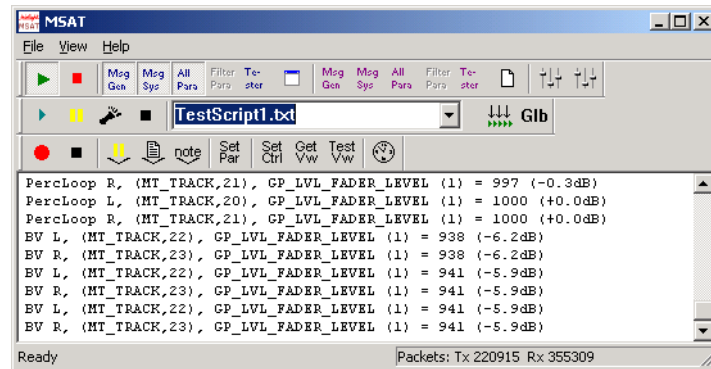 MSAT
File View Help
Msg Gen Msg Sys All Para Filter Para Te-ster Msg Gen Msg Sys All Para Filter Para Te-ster
TestScript1.txt Glb
note Set Par Set Ctrl Get Vw Test Vw
PercLoop R, (MT_TRACK,21), GP_LVL_FADER_LEVEL (1) = 997 (-0.3dB)
PercLoop L, (MT_TRACK,20), GP_LVL_FADER_LEVEL (1) = 1000 (+0.0dB)
PercLoop R, (MT_TRACK,21), GP_LVL_FADER_LEVEL (1) = 1000 (+0.0dB)
BV L, (MT_TRACK,22), GP_LVL_FADER_LEVEL (1) = 938 (-6.2dB)
BV R, (MT_TRACK,23), GP_LVL_FADER_LEVEL (1) = 938 (-6.2dB)
BV L, (MT_TRACK,22), GP_LVL_FADER_LEVEL (1) = 941 (-5.9dB)
BV R, (MT_TRACK,23), GP_LVL_FADER_LEVEL (1) = 941 (-5.9dB)
BV L, (MT_TRACK,22), GP_LVL_FADER_LEVEL (1) = 941 (-5.9dB)
BV R, (MT_TRACK,23), GP_LVL_FADER_LEVEL (1) = 941 (-5.9dB)
Ready Packets: Tx 220915 Rx 355309